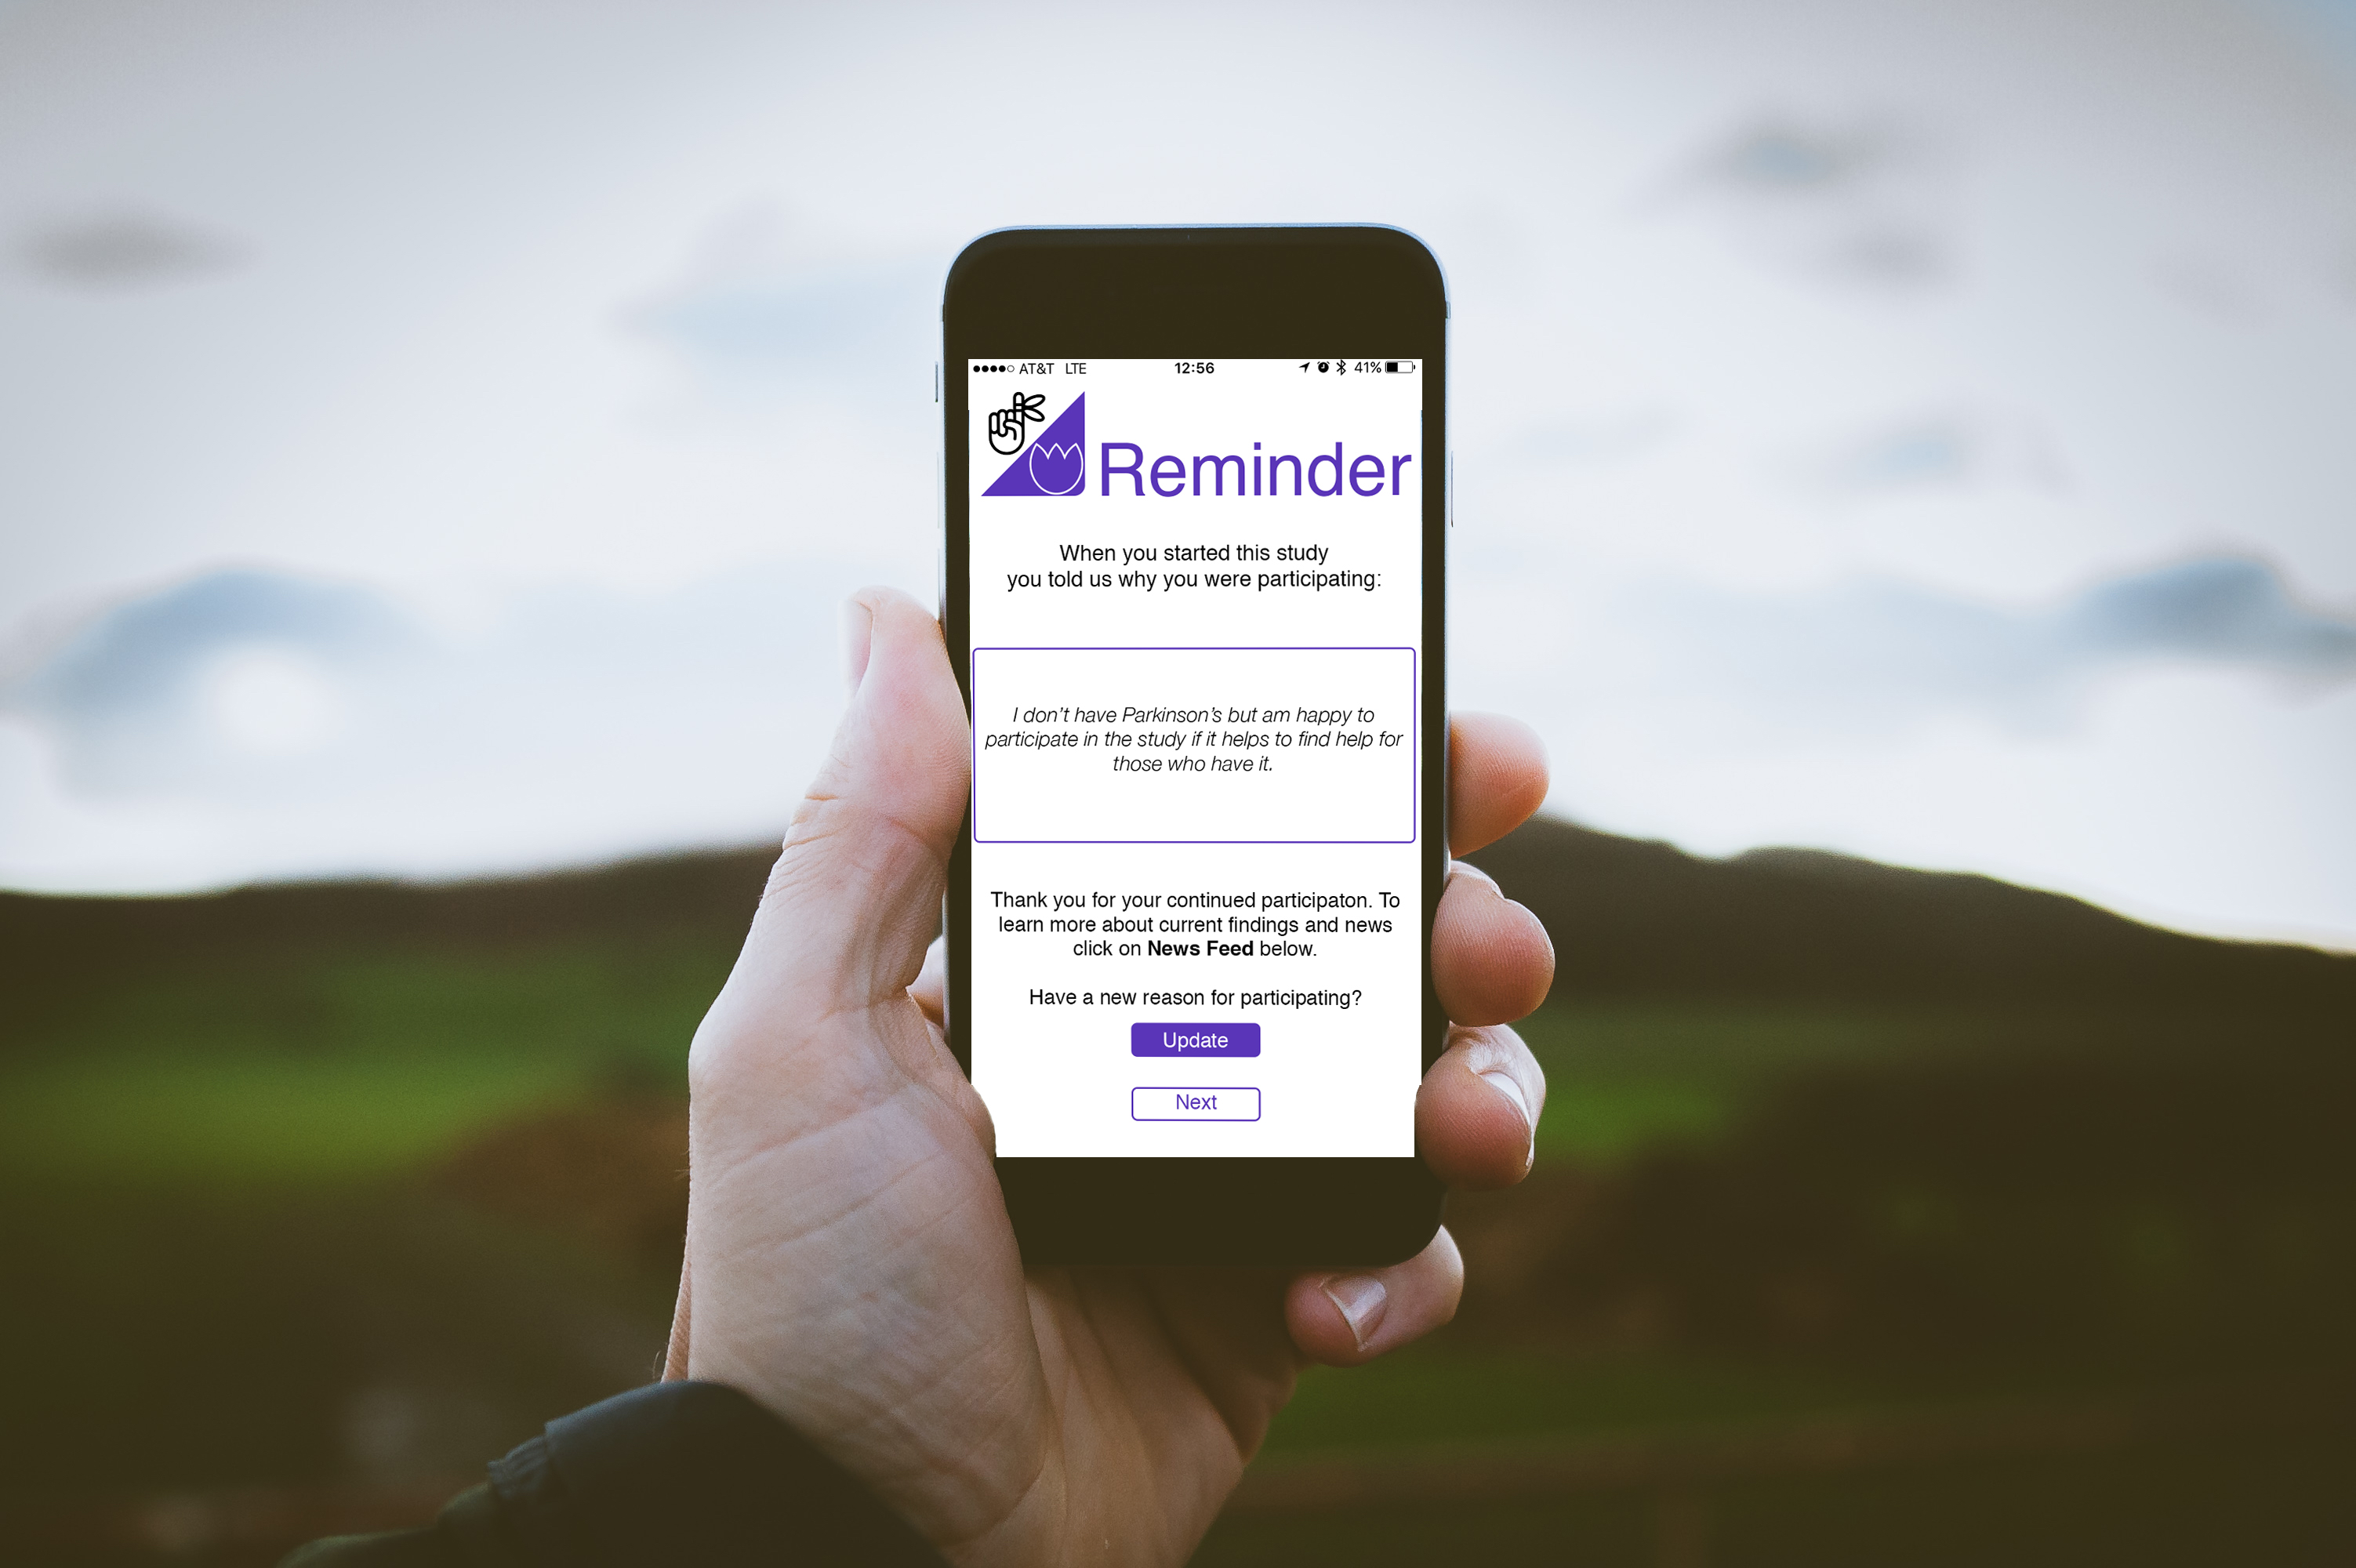 AT&T LTE 12:56 41%
Reminder
When you started this study
you told us why you were participating:
I don't have Parkinson's but am happy to
participate in the study if it helps to find help for
those who have it.
Thank you for your continued participaton. To
learn more about current findings and news
click on News Feed below.
Have a new reason for participating?
Update
Next